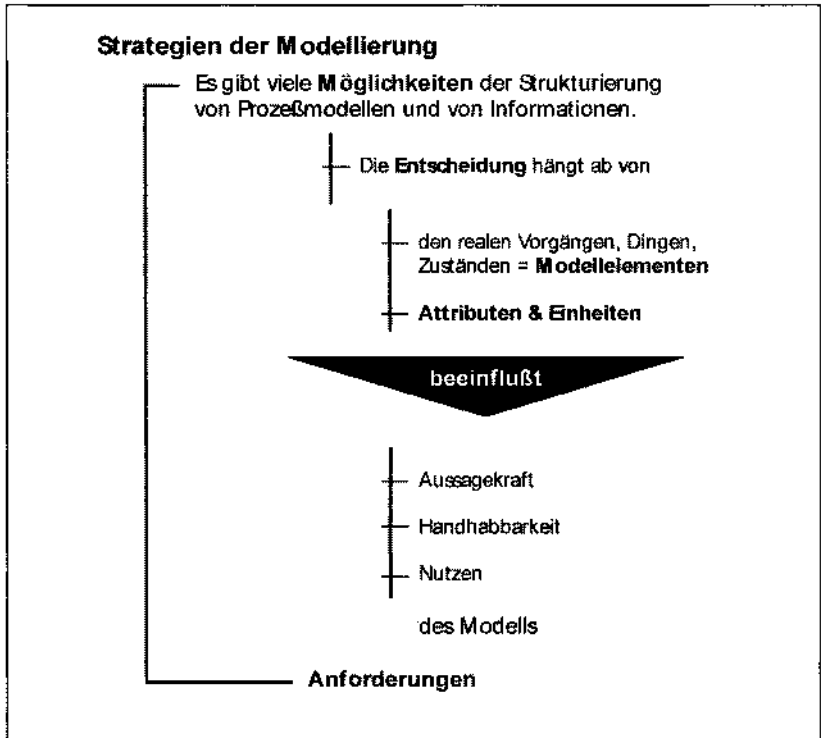 Strategien der Modellierung
Es gibt viele Möglichkeiten der Strukturierung
von Prozeßmodellen und von Informationen.
Die Entscheidung hängt ab von
den realen Vorgängen, Dingen,
Zuständen = Modellelementen
Attributen & Einheiten
beeinflußt
Aussagekraft
Handhabbarkeit
Nutzen
des Modells
Anforderungen